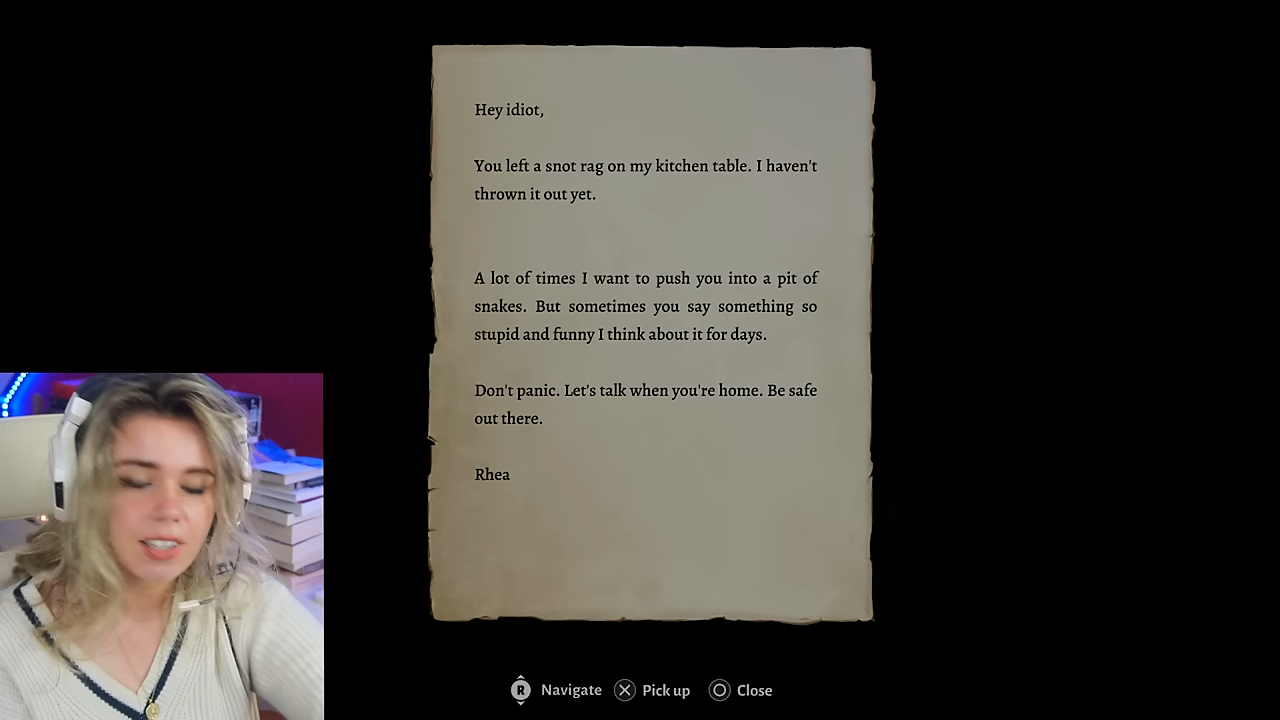 Hey idiot,
You left a snot rag on my kitchen table. I haven't
thrown it out yet.
A lot of times I want to push you into a pit of
snakes. But sometimes you say something so
stupid and funny I think about it for days.
Don't panic. Let's talk when you're home. Be safe
out there.
Rhea
R Navigate Pick up Close